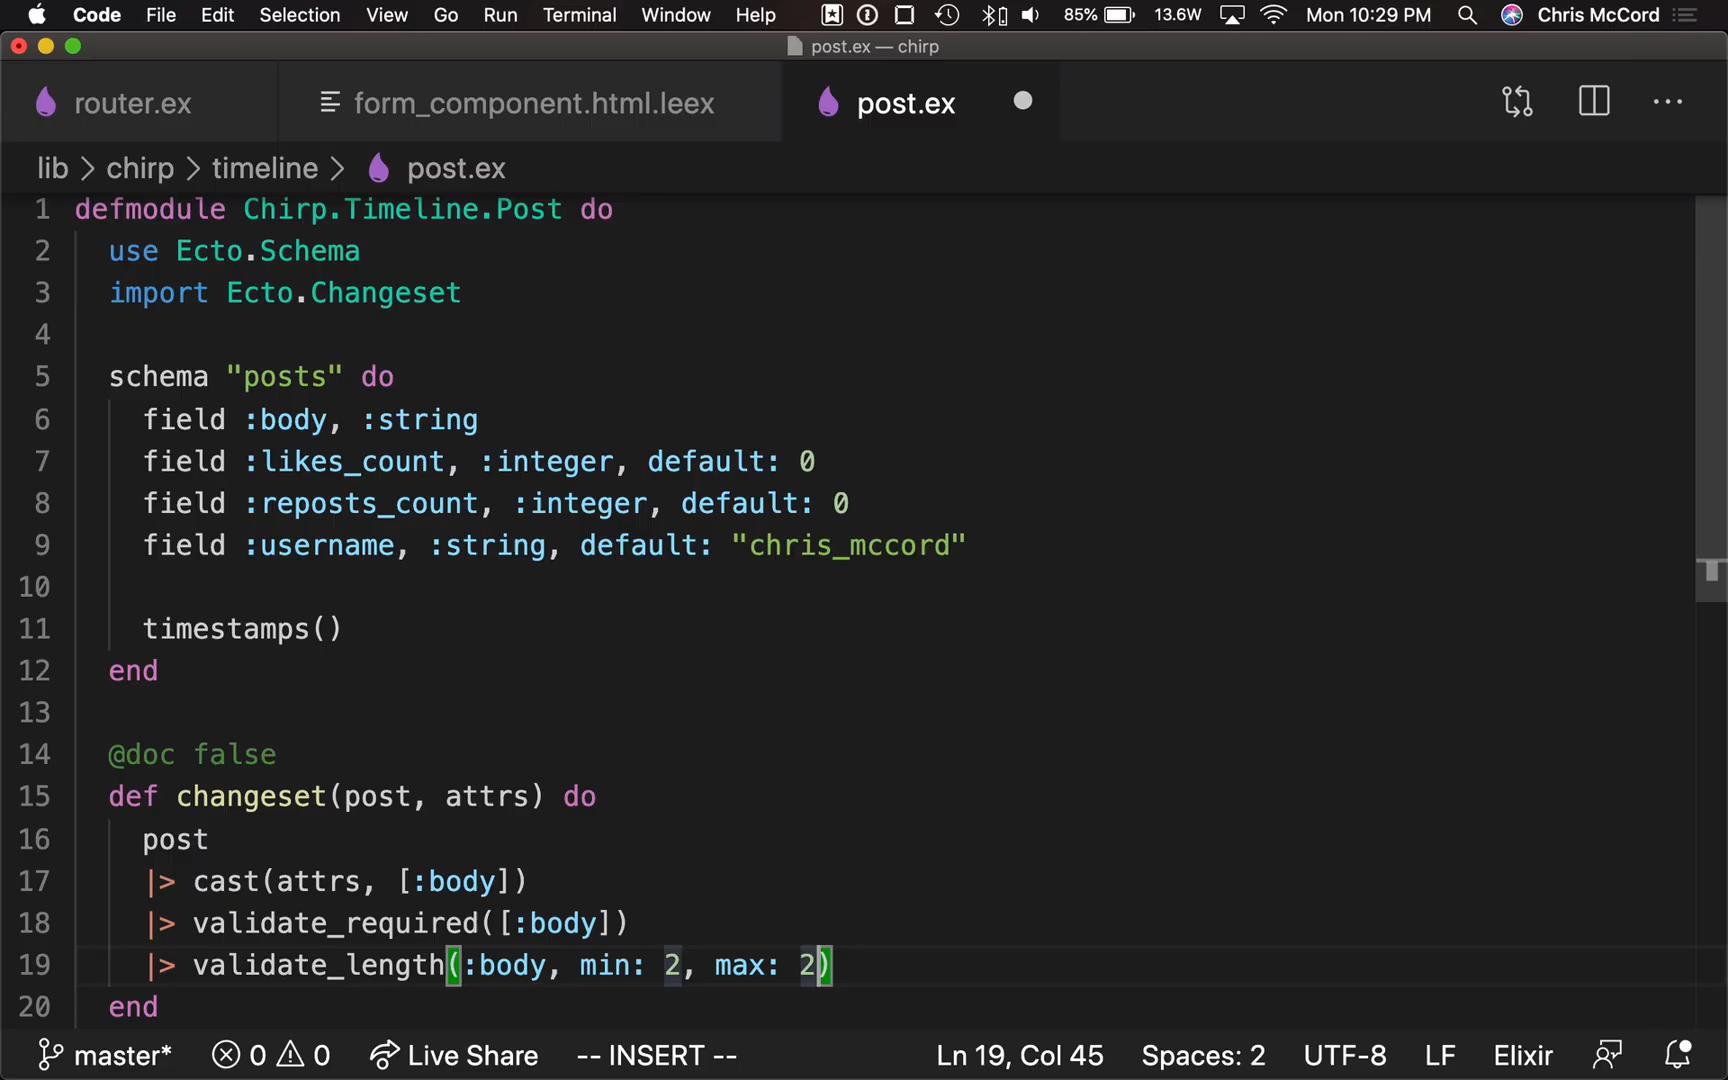 Code File Edit Selection View Go Run Terminal Window Help 85% 13.6W Mon 10:29 PM Chris McCord
post.ex — chirp
router.ex form_component.html.leex post.ex
lib > chirp > timeline > post.ex
1 defmodule Chirp.Timeline.Post do
2 use Ecto.Schema
3 import Ecto.Changeset
4
5 schema "posts" do
6 field :body, :string
7 field :likes_count, :integer, default: 0
8 field :reposts_count, :integer, default: 0
9 field :username, :string, default: "chris_mccord"
10
11 timestamps()
12 end
13
14 @doc false
15 def changeset(post, attrs) do
16 post
17 |> cast(attrs, [:body])
18 |> validate_required([:body])
19 |> validate_length(:body, min: 2, max: 2)
20 end
master* 0 0 Live Share -- INSERT -- Ln 19, Col 45 Spaces: 2 UTF-8 LF Elixir